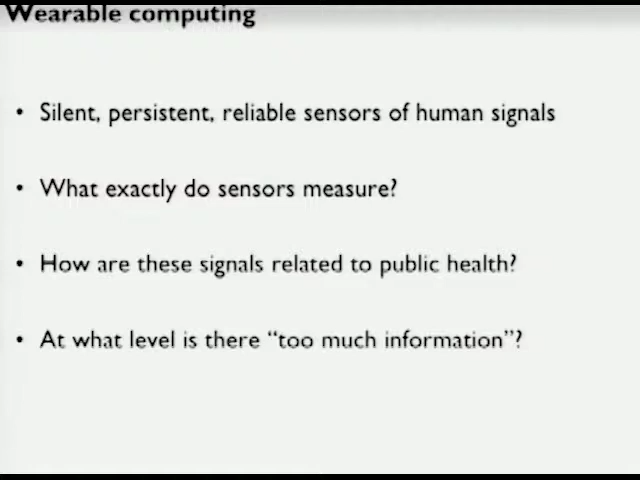 Wearable computing
• Silent, persistent, reliable sensors of human signals
• What exactly do sensors measure?
• How are these signals related to public health?
• At what level is there “too much information”?